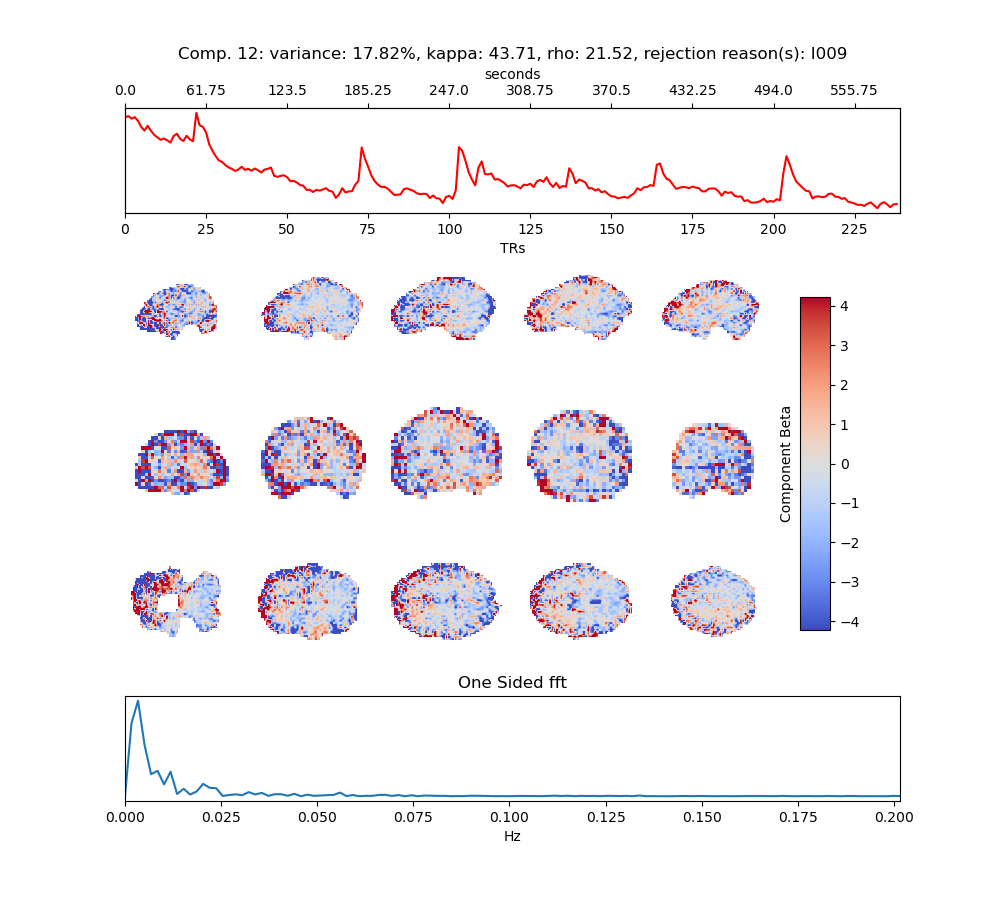 Comp. 12: variance: 17.82%, kappa: 43.71, rho: 21.52, rejection reason(s): I009
seconds
0.0 61.75 123.5 185.25 247.0 308.75 370.5 432.25 494.0 555.75
0 25 50 75 100 125 150 175 200 225
TRs
4
3
2
1
0
−1
−2
−3
−4
Component Beta
One Sided fft
0.000 0.025 0.050 0.075 0.100 0.125 0.150 0.175 0.200
Hz